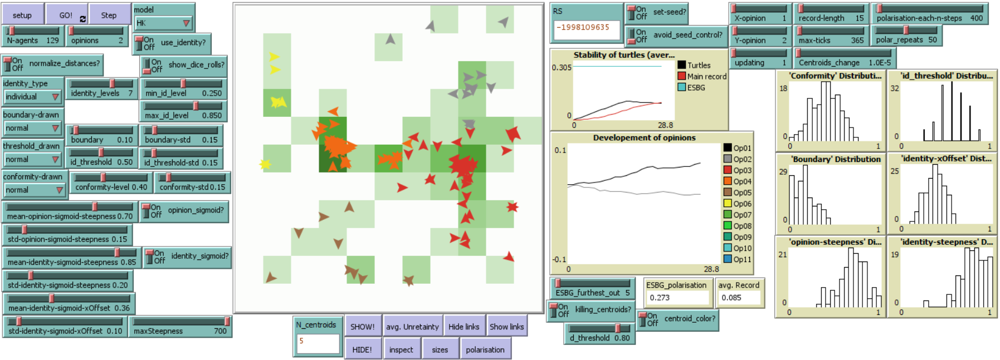 setup
GO!
Step
model
HK
N-agents 129
opinions 2
On
Off
use_identity?
On
Off
normalize_distances?
On
Off
show_dice_rolls?
identity_type
individual
identity_levels 7
min_id_level 0.250
max_id_level 0.850
boundary-drawn
normal
boundary 0.10
boundary-std 0.15
threshold_drawn
normal
id_threshold 0.50
id_threshold-std 0.15
conformity-drawn
normal
conformity-level 0.40
conformity-std 0.15
mean-opinion-sigmoid-steepness 0.70
On
Off
opinion_sigmoid?
std-opinion-sigmoid-steepness 0.15
mean-identity-sigmoid-steepness 0.85
On
Off
identity_sigmoid?
std-identity-sigmoid-steepness 0.20
mean-identity-sigmoid-xOffset 0.36
std-identity-sigmoid-xOffset 0.10
maxSteepness 700
N_centroids
5
SHOW!
avg. Unretainty
Hide links
Show links
HIDE!
inspect
sizes
polarisation
RS
-1998109635
On
Off
set-seed?
On
Off
avoid_seed_control?
X-opinion 1
record-length 15
polarisation-each-n-steps 400
Y-opinion 2
max-ticks 365
polar_repeats 50
updating 1
Centroids_change 1.0E-5
Stability of turtles (aver...
0.305
0
0
28.8
Turtles
Main record
ESBG
Developement of opinions
0.1
-0.1
0
28.8
Op01
Op02
Op03
Op04
Op05
Op06
Op07
Op08
Op09
Op10
Op11
ESBG_furthest_out 5
ESBG_polarisation
0.273
avg. Record
0.085
On
Off
killing_centroids?
On
Off
centroid_color?
d_threshold 0.80
'Conformity' Distributi...
18
0
0
1
'id_threshold' Distribu...
32
0
0
1
'Boundary' Distribution
29
0
0
1
'identity-xOffset' Dist...
25
0
0
1
'opinion-steepness' Di...
21
0
0
1
'identity-steepness' D...
19
0
0
1